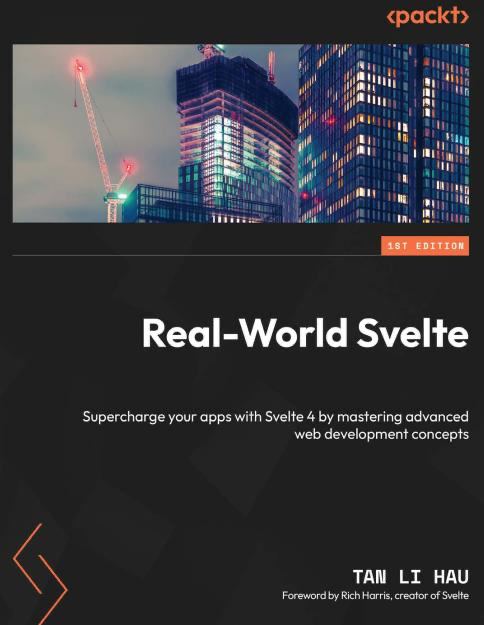 <packt>
1ST EDITION
Real-World Svelte
Supercharge your apps with Svelte 4 by mastering advanced
web development concepts
TAN LI HAU
Foreword by Rich Harris, creator of Svelte